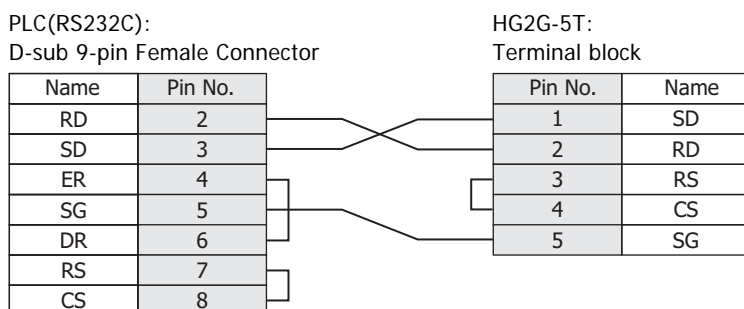 PLC(RS232C):
D-sub 9-pin Female Connector
Name Pin No.
RD 2
SD 3
ER 4
SG 5
DR 6
RS 7
CS 8
HG2G-5T:
Terminal block
Pin No. Name
1 SD
2 RD
3 RS
4 CS
5 SG